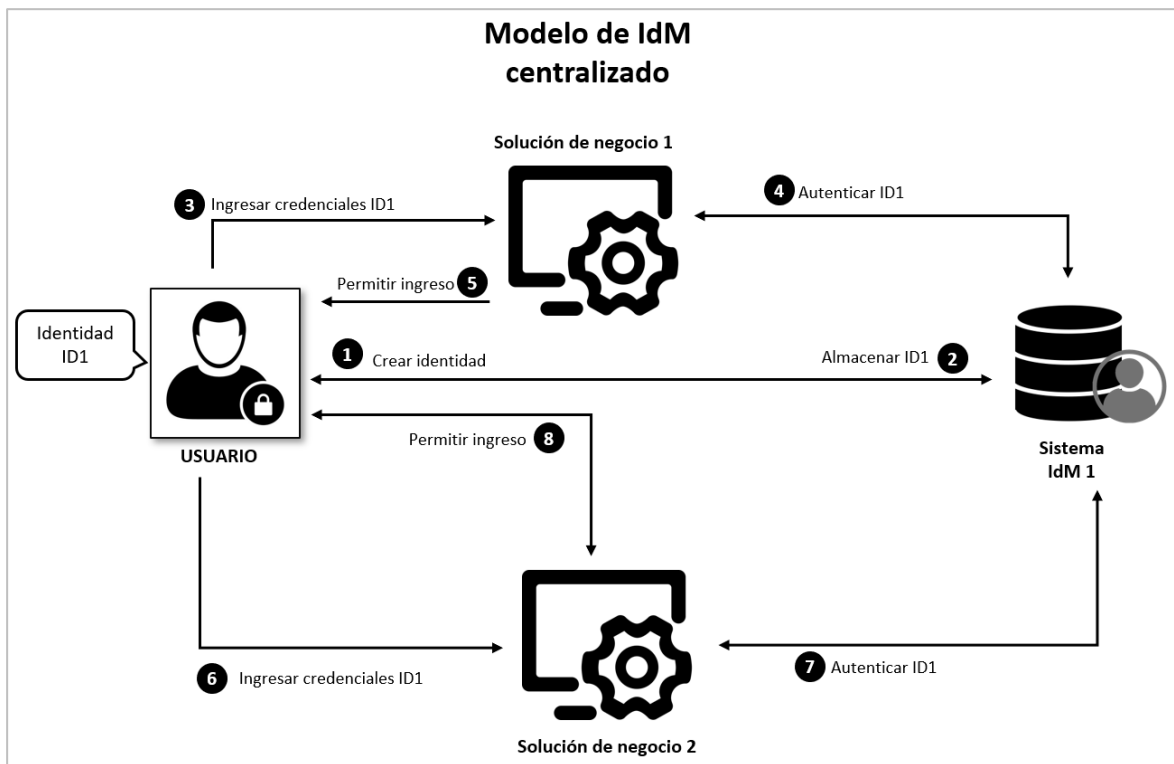 Modelo de IdM
centralizado
Solución de negocio 1
3 Ingresar credenciales ID1
4 Autenticar ID1
Permitir ingreso 5
Identidad
ID1
1 Crear identidad
Almacenar ID1 2
Permitir ingreso 8
USUARIO
Sistema
IdM 1
6 Ingresar credenciales ID1
7 Autenticar ID1
Solución de negocio 2